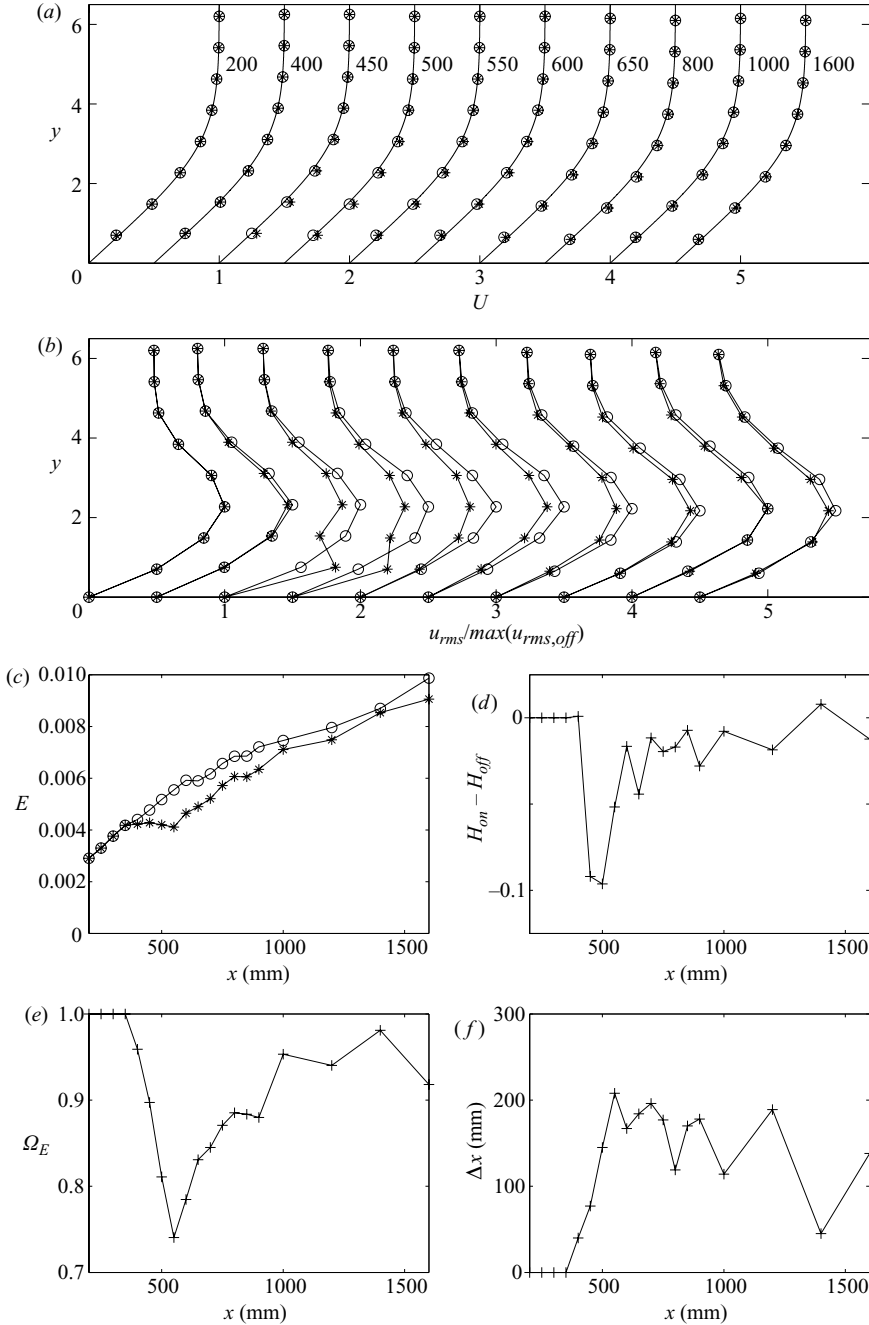 (a)
6
4
y
2
0
200 400 450 500 550 600 650 800 1000 1600
1 2 3 4 5
U
(b)
6
4
y
2
0
1 2 3 4 5
u_rms/max(u_rms,off)
(c)
0.010
0.008
E 0.006
0.004
0.002
0
500 1000 1500
x (mm)
(d)
0
H_on – H_off
–0.1
500 1000 1500
x (mm)
(e)
1.0
0.9
Ω_E
0.8
0.7
500 1000 1500
x (mm)
(f)
300
200
Δx (mm)
100
0
500 1000 1500
x (mm)